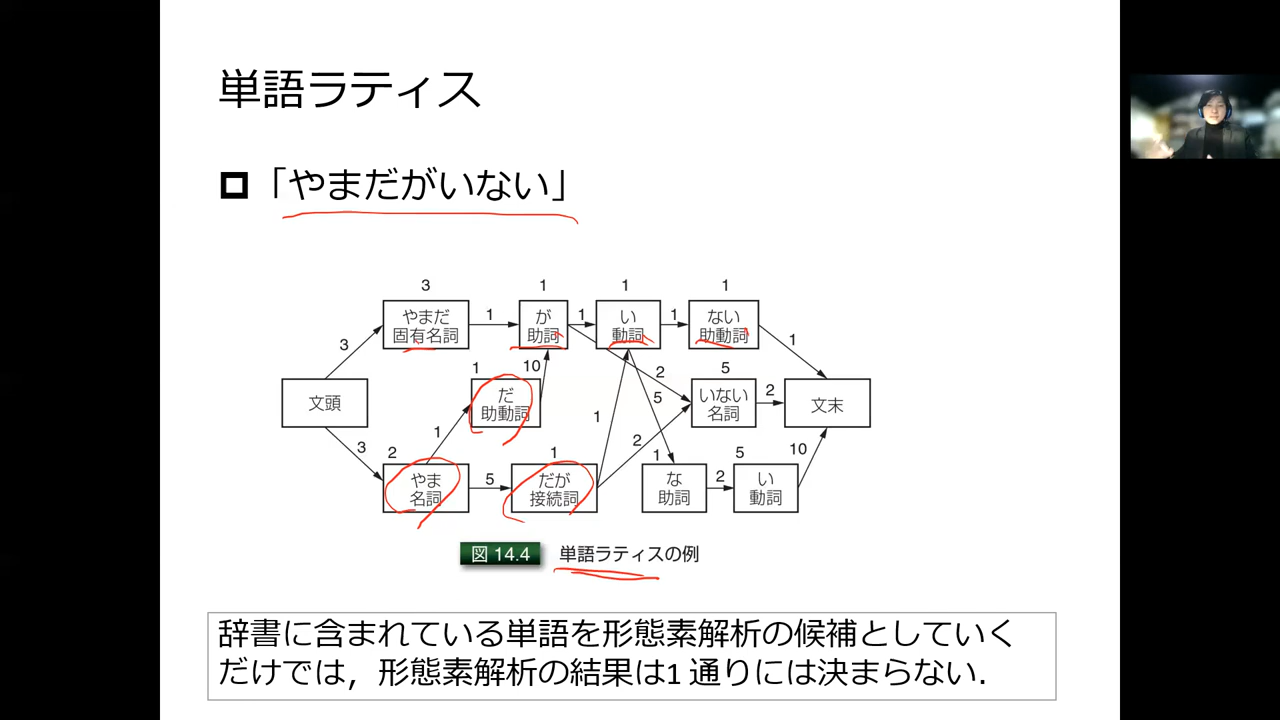 単語ラティス
「やまだがいない」
3 1 1 1
やまだ 固有名詞
1
が 助詞
1
い 動詞
1
ない 助動詞
3
1
1
10
2
5
文頭
だ 助動詞
5
いない 名詞
2
文末
1
1
3
2
1
2
1
5
10
やま 名詞
5
だが 接続詞
な 助詞
2
い 動詞
図 14.4 単語ラティスの例
辞書に含まれている単語を形態素解析の候補としていく
だけでは，形態素解析の結果は1 通りには決まらない．